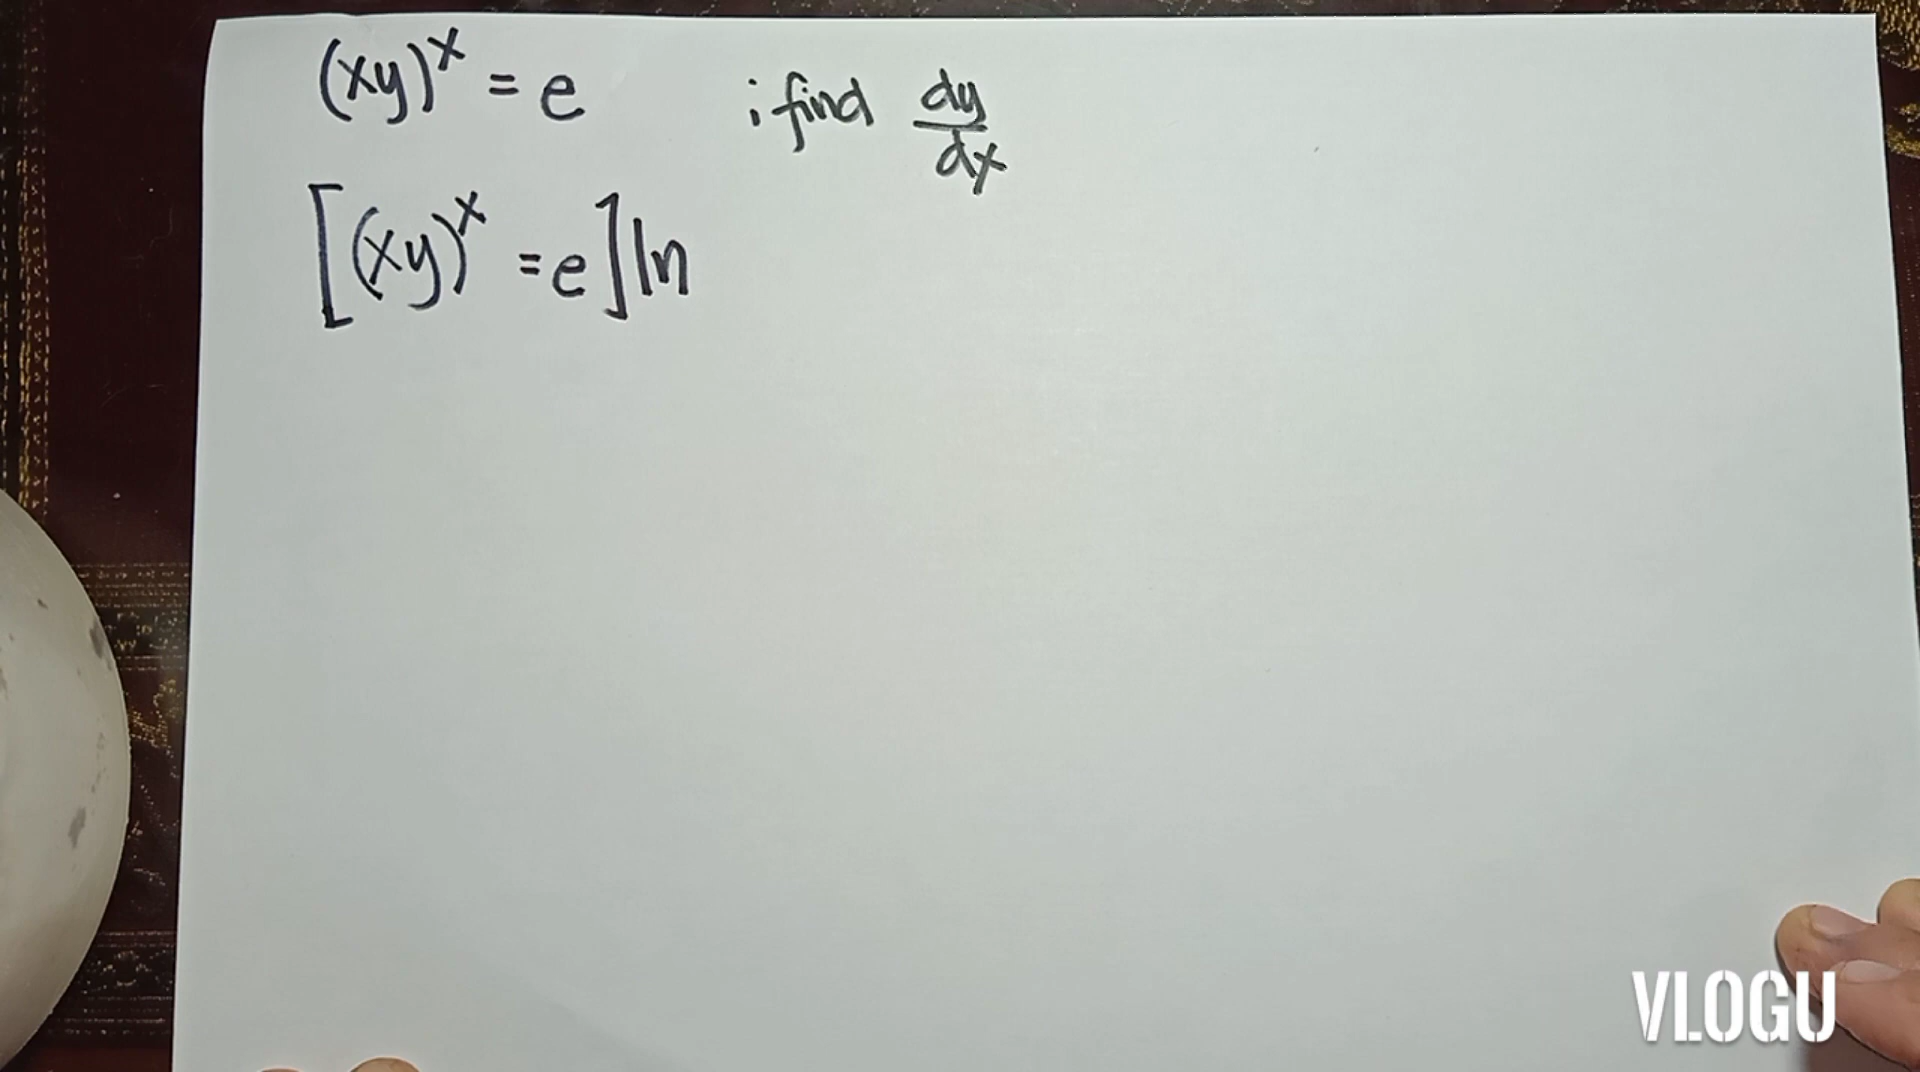 (xy)^x = e ; find dy/dx
[(xy)^x = e] ln
VLOGU